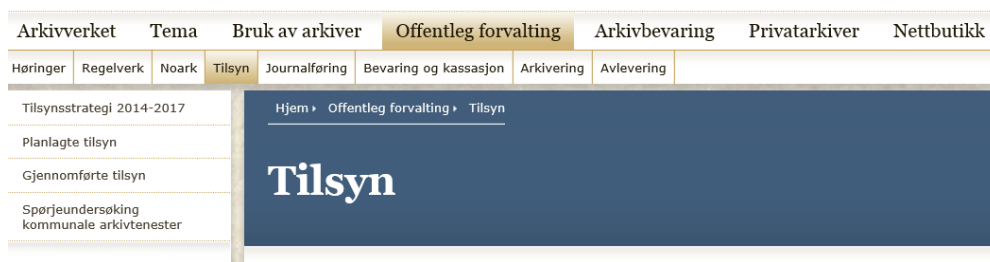 Arkivverket Tema Bruk av arkiver Offentleg forvalting Arkivbevaring Privatarkiver Nettbutikk
Høringer Regelverk Noark Tilsyn Journalføring Bevaring og kassasjon Arkivering Avlevering
Tilsynsstrategi 2014-2017
Planlagte tilsyn
Gjennomførte tilsyn
Spørjeundersøking
kommunale arkivtenester
Hjem Offentleg forvalting Tilsyn
Tilsyn